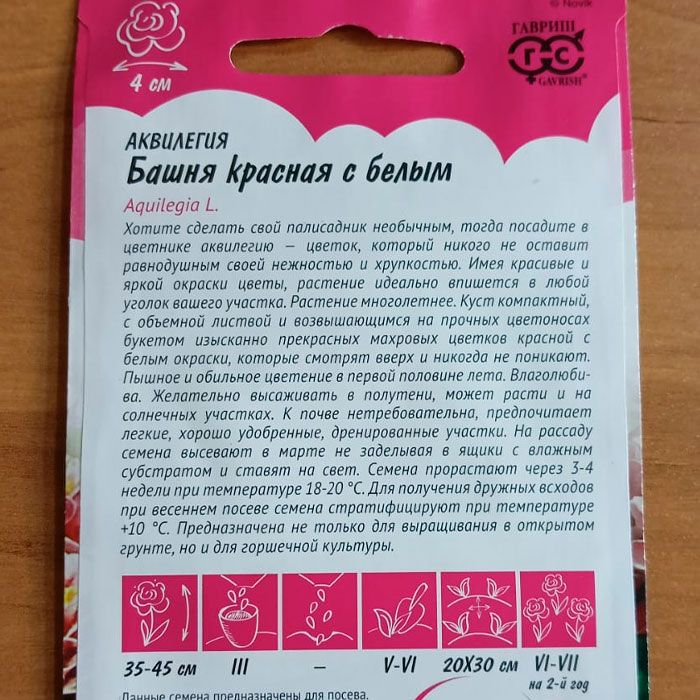 © Novik
ГАВРИШ
Г С
GAVRISH®
4 см
АКВИЛЕГИЯ
Башня красная с белым
Aquilegia L.
Хотите сделать свой палисадник необычным, тогда посадите в
цветнике аквилегию — цветок, который никого не оставит
равнодушным своей нежностью и хрупкостью. Имея красивые и
яркой окраски цветы, растение идеально впишется в любой
уголок вашего участка. Растение многолетнее. Куст компактный,
с объемной листвой и возвышающимся на прочных цветоносах
букетом изысканно прекрасных махровых цветков красной с
белым окраски, которые смотрят вверх и никогда не поникают.
Пышное и обильное цветение в первой половине лета. Влаголюби-
ва. Желательно высаживать в полутени, может расти и на
солнечных участках. К почве нетребовательна, предпочитает
легкие, хорошо удобренные, дренированные участки. На рассаду
семена высевают в марте не заделывая в ящики с влажным
субстратом и ставят на свет. Семена прорастают через 3-4
недели при температуре 18-20 °С. Для получения дружных всходов
при весеннем посеве семена стратифицируют при температуре
+10 °С. Предназначена не только для выращивания в открытом
грунте, но и для горшечной культуры.
35-45 см III – V-VI 20X30 см VI-VII
на 2-й год
Данные семена предназначены для посева.